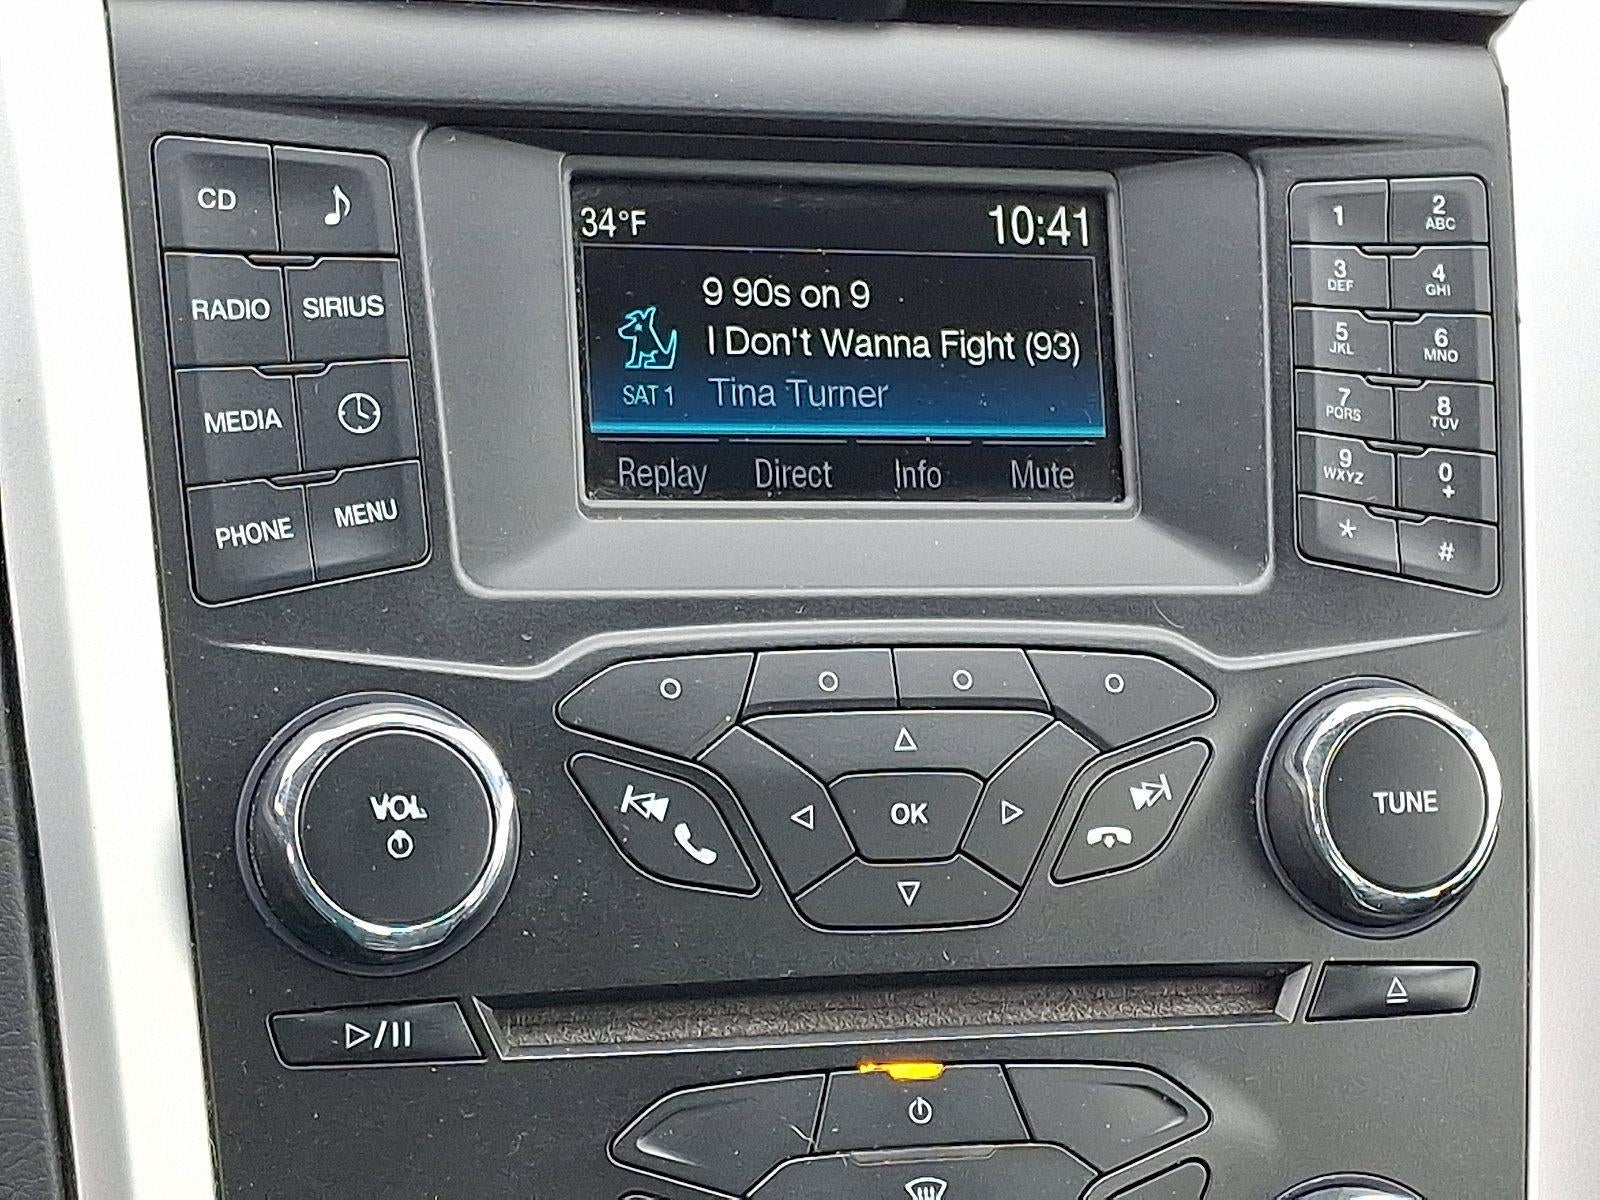 34°F 10:41
9 90s on 9
I Don't Wanna Fight (93)
SAT 1 Tina Turner
Replay Direct Info Mute
CD
RADIO SIRIUS
MEDIA
PHONE MENU
1 2 ABC
3 DEF 4 GHI
5 JKL 6 MNO
7 PQRS 8 TUV
9 WXYZ 0 +
* #
VOL
OK
TUNE